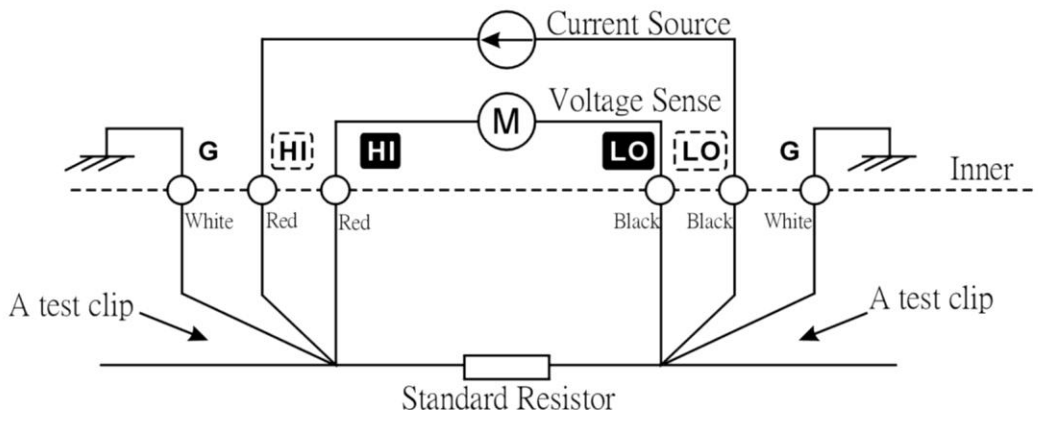 Current Source
Voltage Sense
M
G
HI
HI
LO
LO
G
Inner
White
Red
Red
Black
Black
White
A test clip
A test clip
Standard Resistor